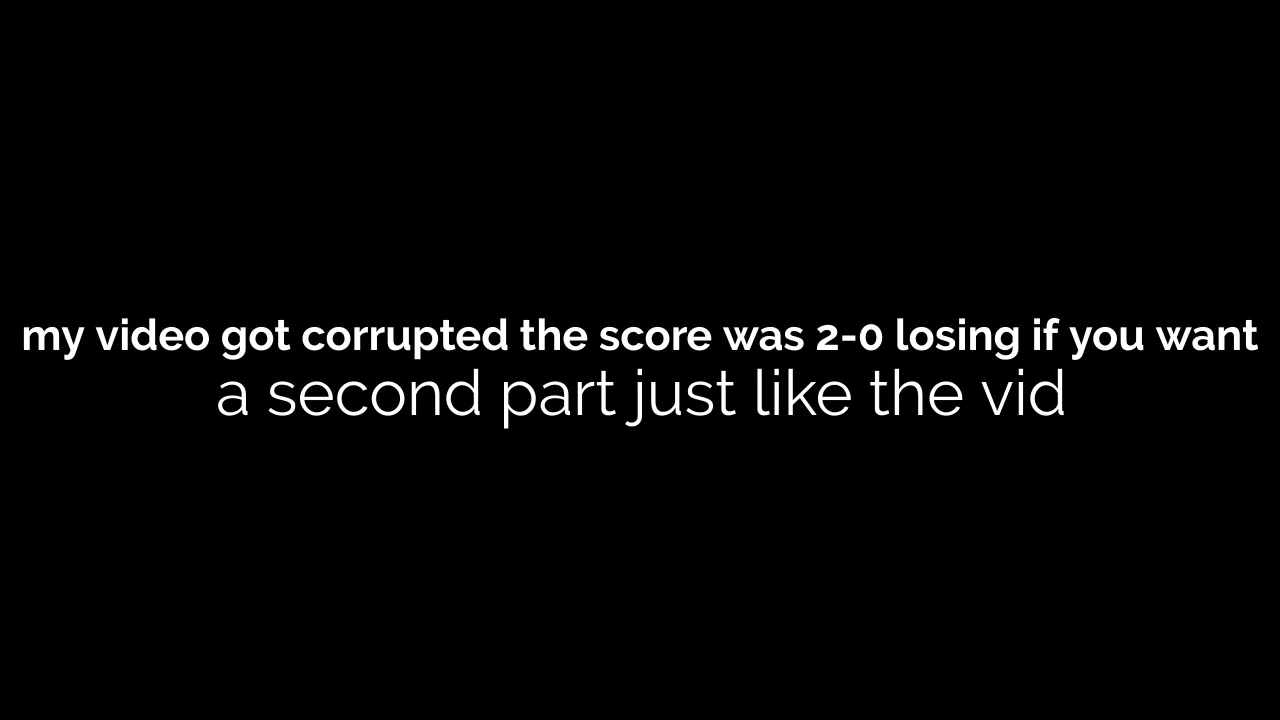 my video got corrupted the score was 2-0 losing if you want
a second part just like the vid